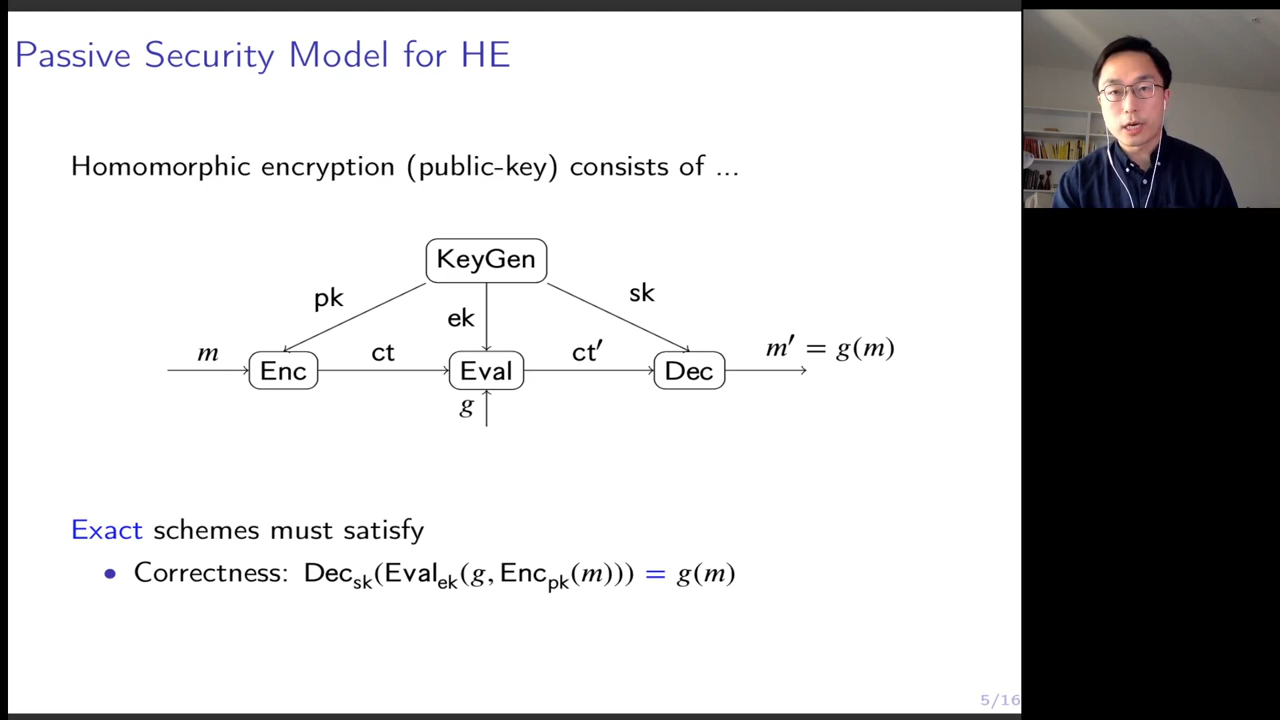 Passive Security Model for HE
Homomorphic encryption (public-key) consists of ...
KeyGen
pk
sk
ek
m
Enc
ct
Eval
ct′
Dec
m′ = g(m)
g
Exact schemes must satisfy
• Correctness: Dec_sk(Eval_ek(g, Enc_pk(m))) = g(m)
5/16